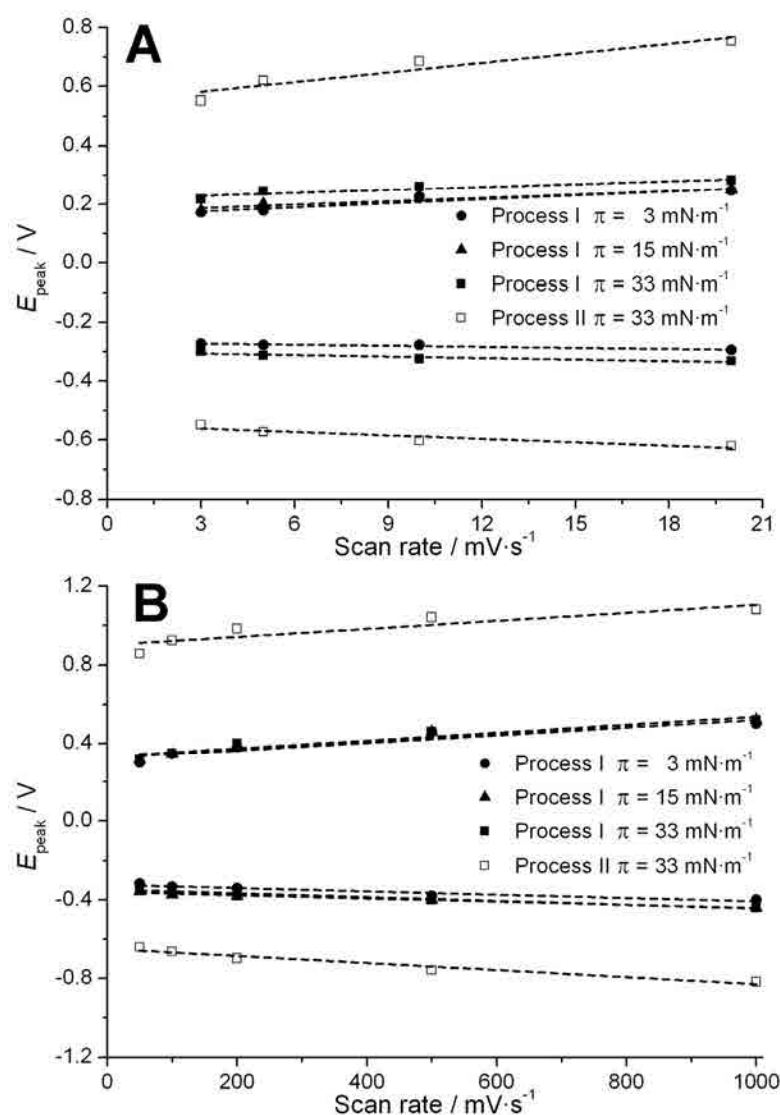 A
0.8
0.6
0.4
0.2
0.0
-0.2
-0.4
-0.6
-0.8
E_peak / V
Process I π = 3 mN·m⁻¹
Process I π = 15 mN·m⁻¹
Process I π = 33 mN·m⁻¹
Process II π = 33 mN·m⁻¹
0 3 6 9 12 15 18 21
Scan rate / mV·s⁻¹
B
1.2
0.8
0.4
0.0
-0.4
-0.8
-1.2
E_peak / V
Process I π = 3 mN·m⁻¹
Process I π = 15 mN·m⁻¹
Process I π = 33 mN·m⁻¹
Process II π = 33 mN·m⁻¹
0 200 400 600 800 1000
Scan rate / mV·s⁻¹